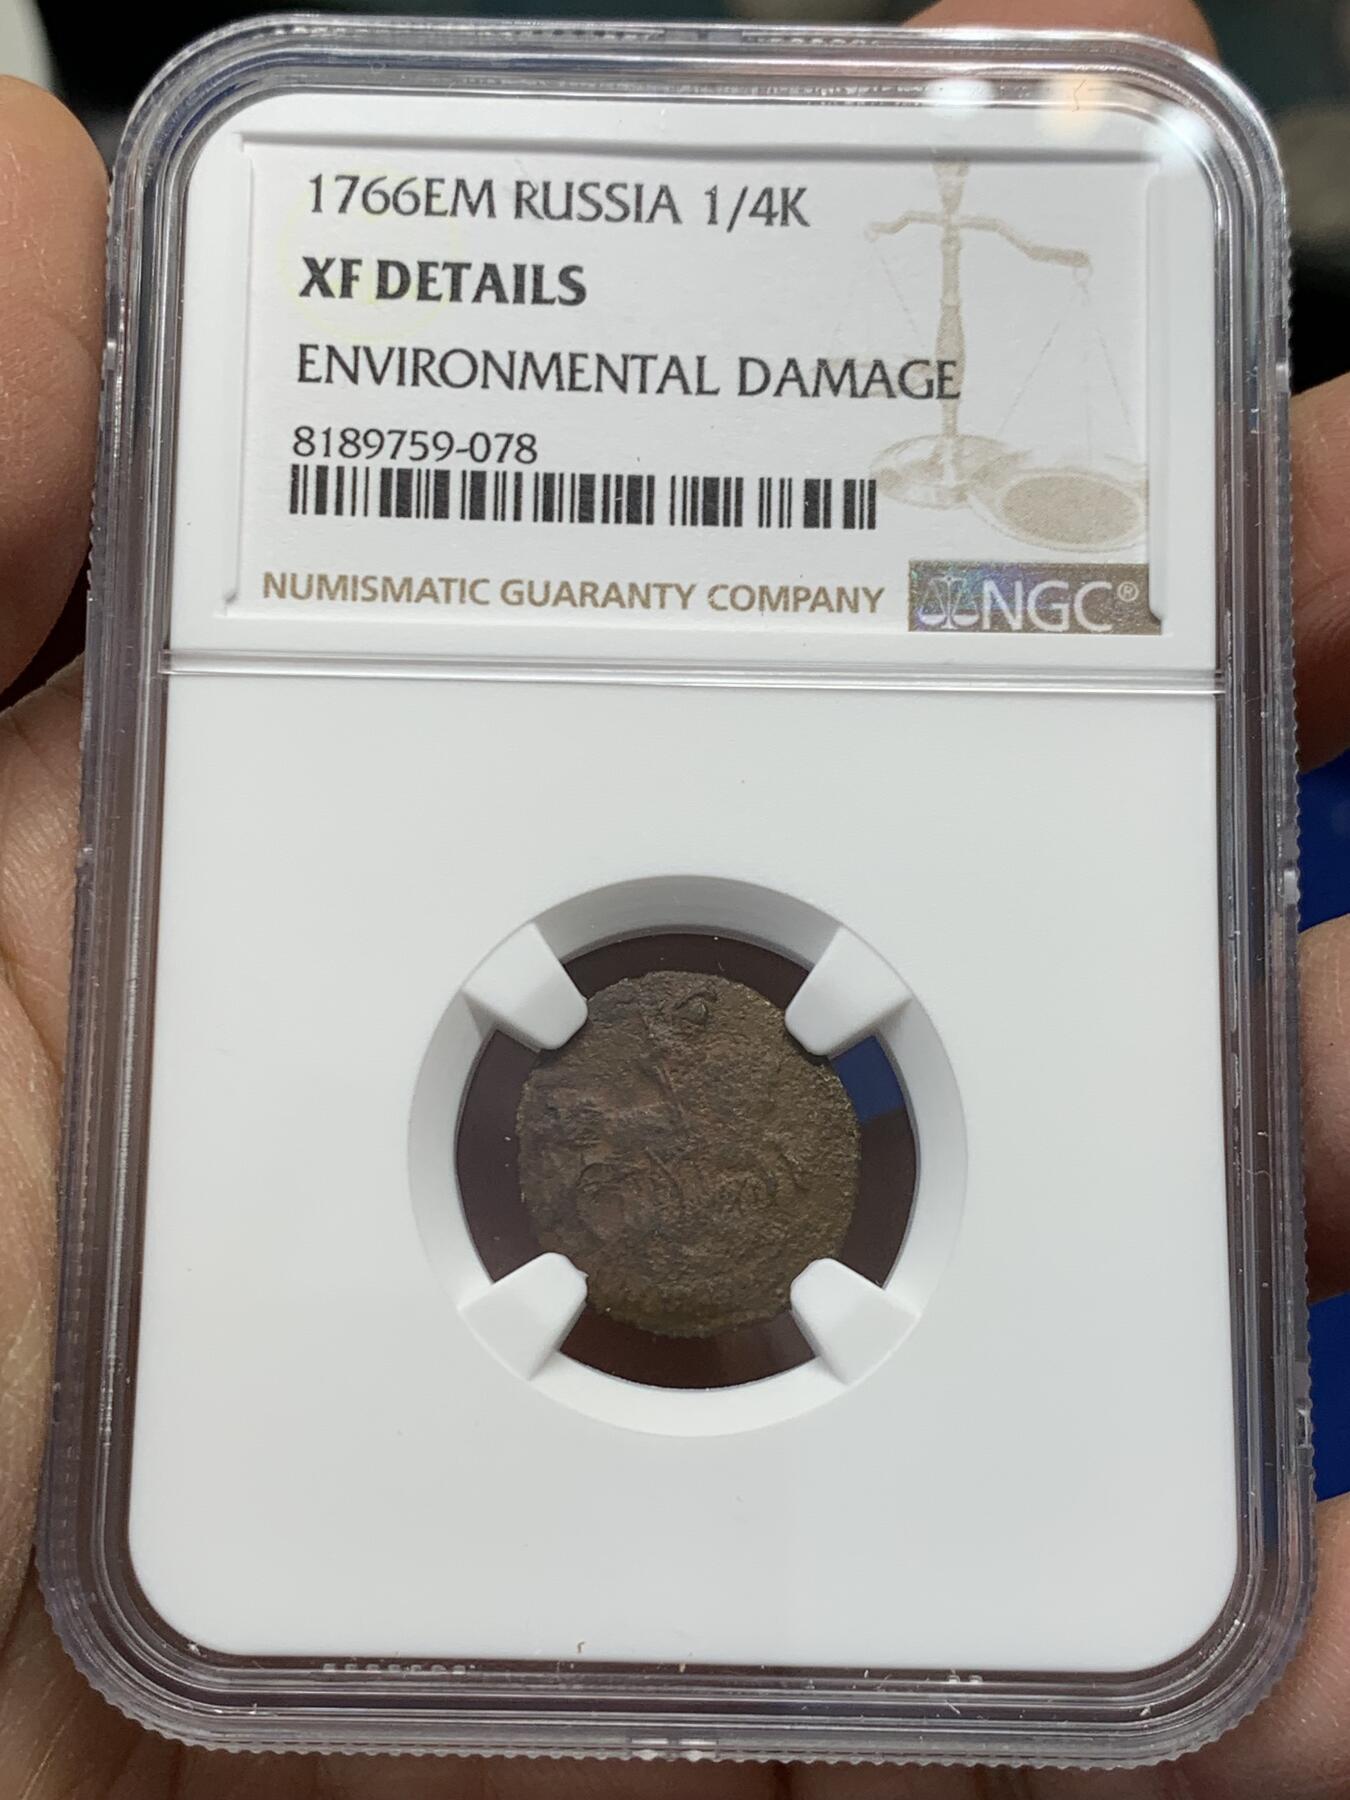 1766EM RUSSIA 1/4K
XF DETAILS
ENVIRONMENTAL DAMAGE
8189759-078
NUMISMATIC GUARANTY COMPANY
NGC®